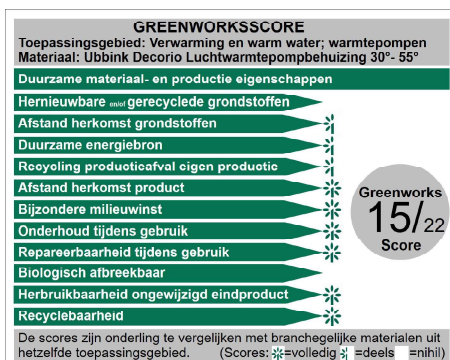 GREENWORKSSCORE
Toepassingsgebied: Verwarming en warm water; warmtepompen
Materiaal: Ubbink Decorio Luchtwarmtepompbehuizing 30°- 55°
Duurzame materiaal- en productie eigenschappen
Hernieuwbare en/of gerecyclede grondstoffen
Afstand herkomst grondstoffen
Duurzame energiebron
Recycling productieafval eigen productie
Afstand herkomst product
Bijzondere milieuwinst
Onderhoud tijdens gebruik
Repareerbaarheid tijdens gebruik
Biologisch afbreekbaar
Herbruikbaarheid ongewijzigd eindproduct
Recyclebaarheid
Greenworks
15/22
Score
De scores zijn onderling te vergelijken met branchegelijke materialen uit
hetzelfde toepassingsgebied. (Scores: =volledig =deels =nihil)